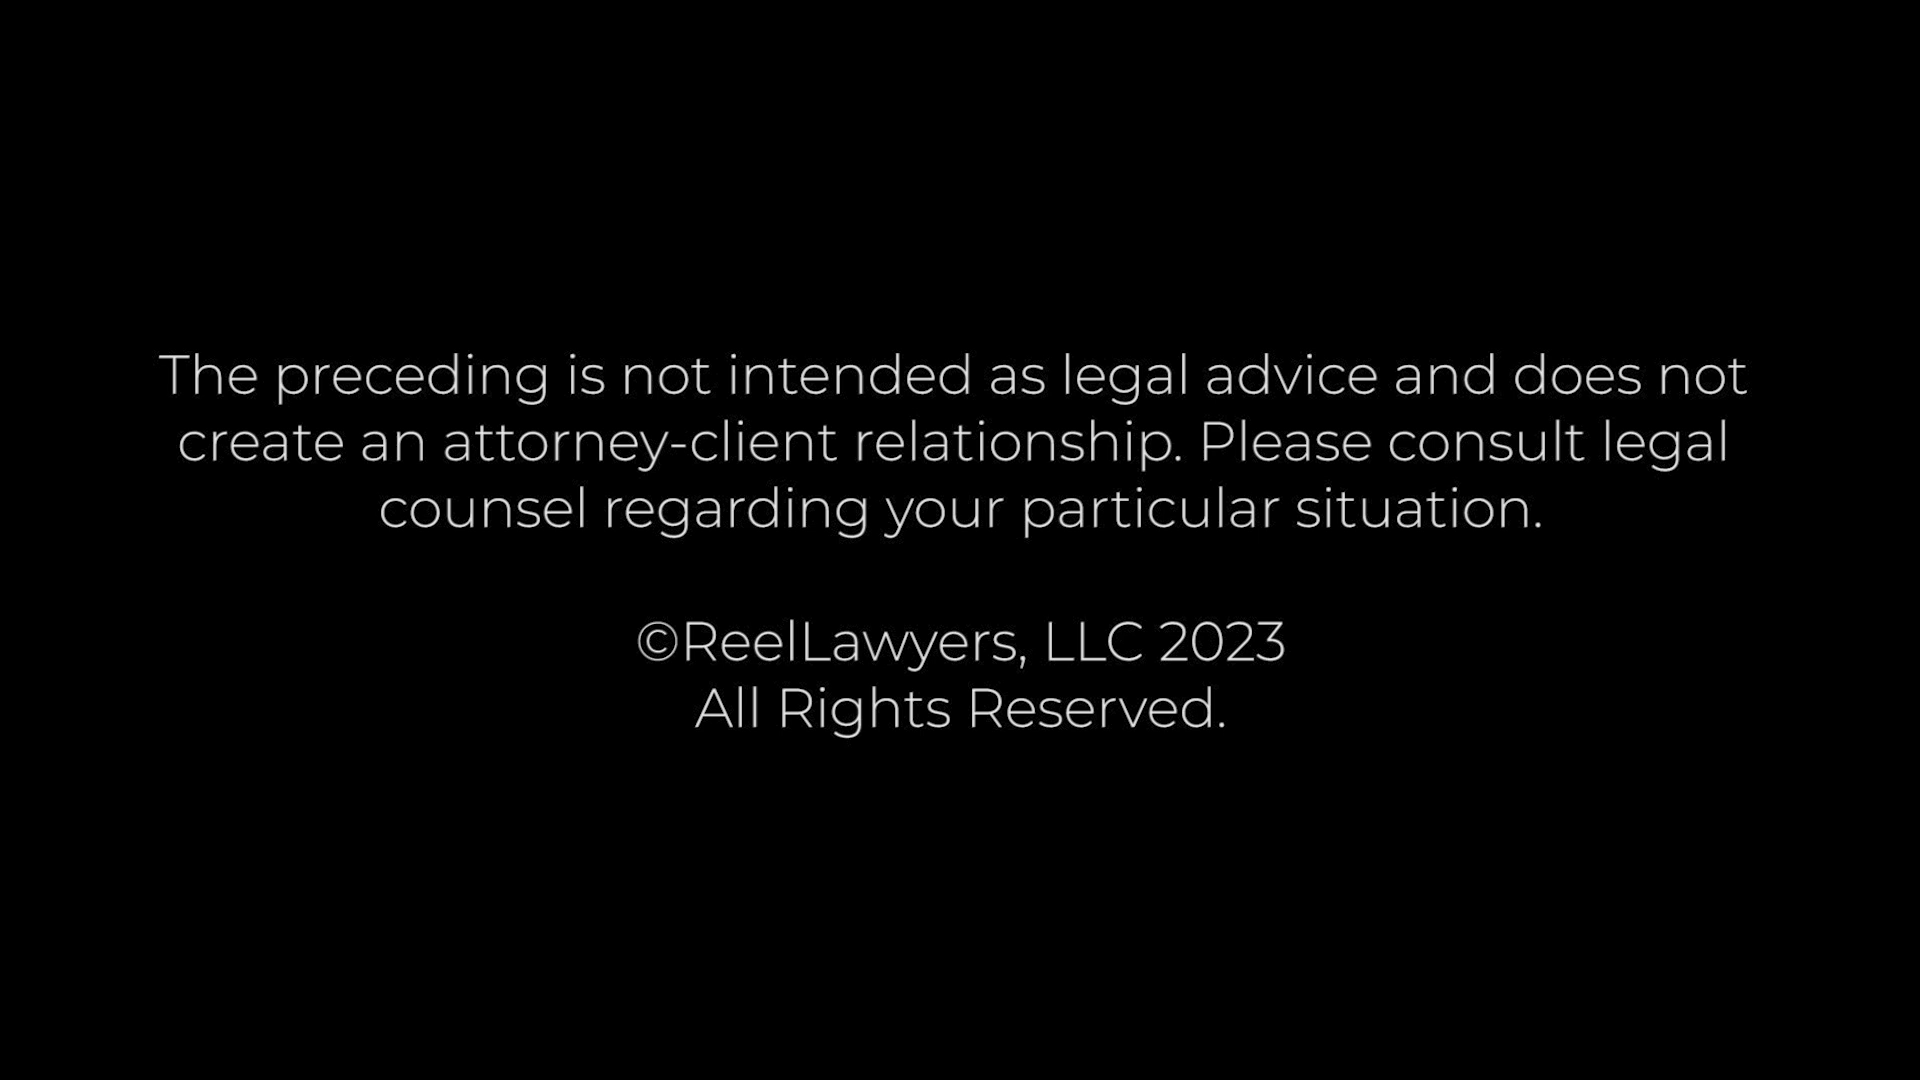 The preceding is not intended as legal advice and does not
create an attorney-client relationship. Please consult legal
counsel regarding your particular situation.
©ReelLawyers, LLC 2023
All Rights Reserved.